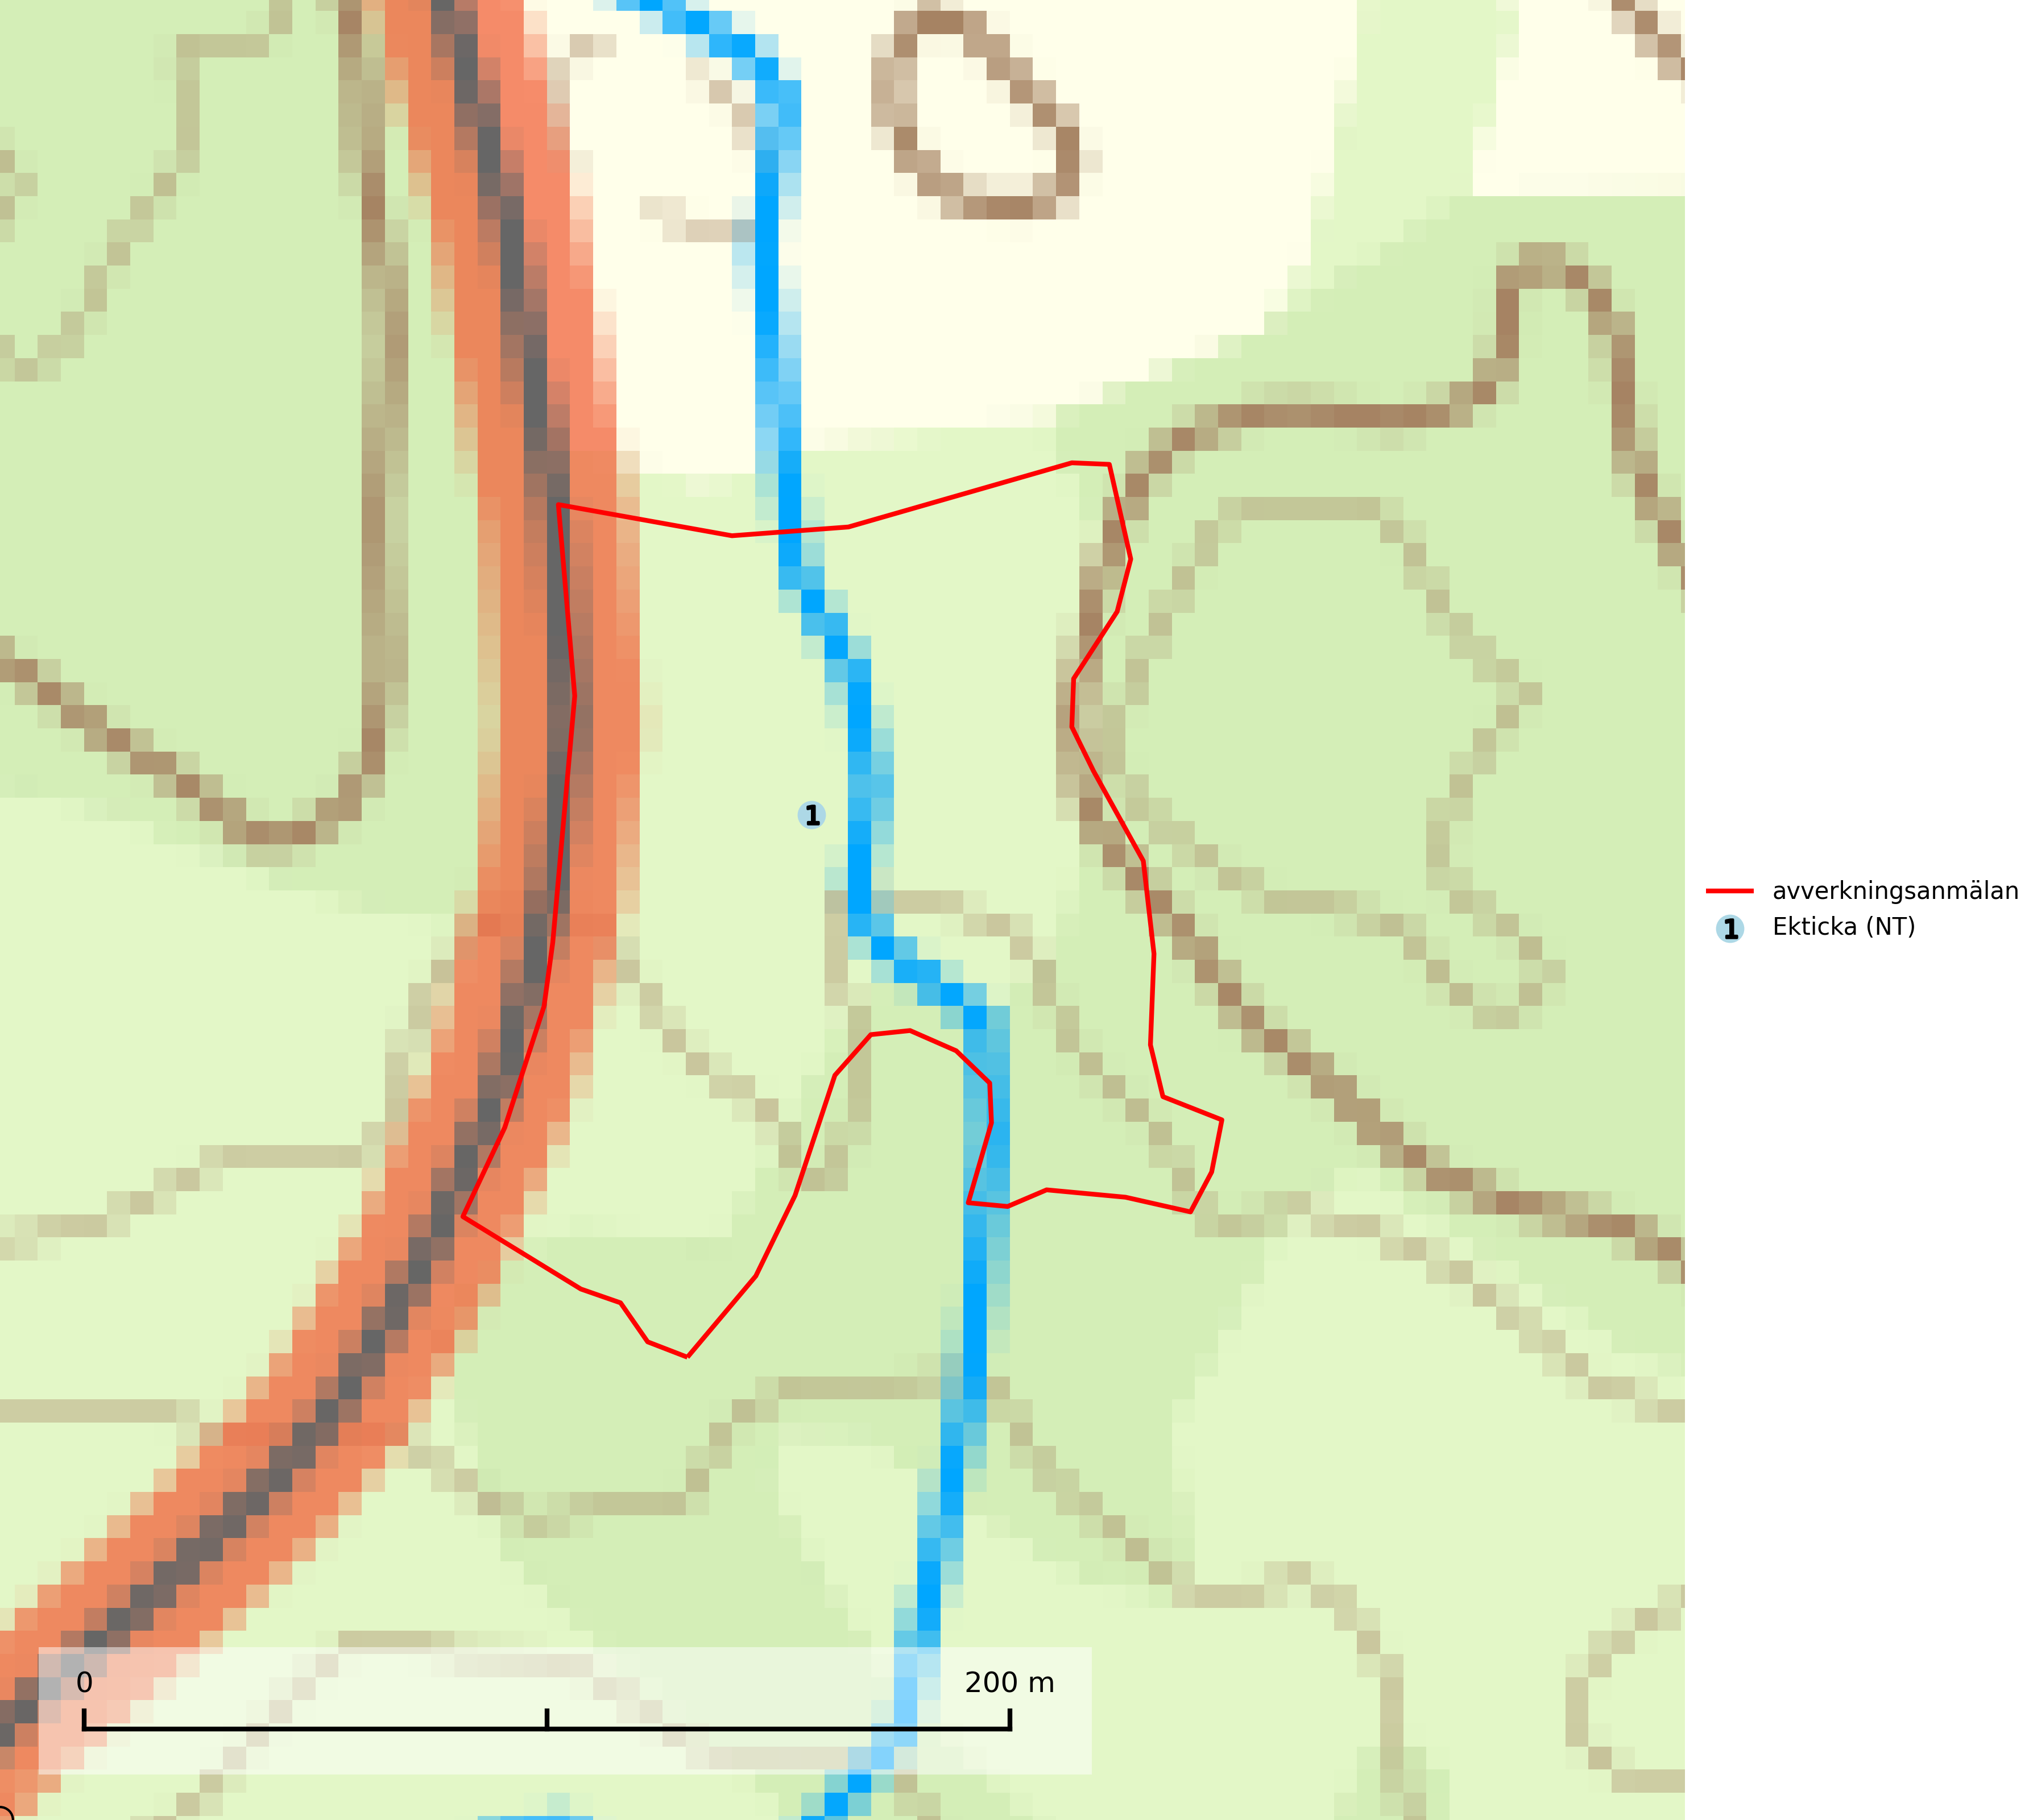 1
avverkningsanmälan
1 Ekticka (NT)
0 200 m